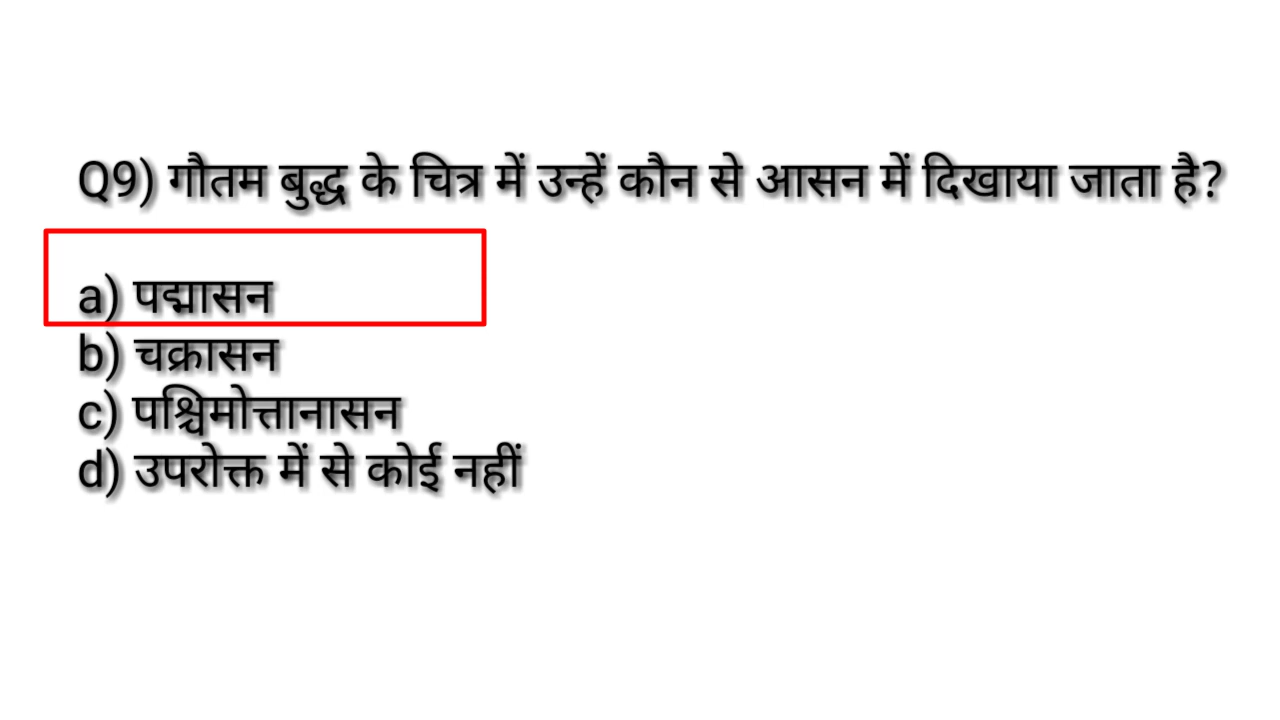 Q9) गौतम बुद्ध के चित्र में उन्हें कौन से आसन में दिखाया जाता है?
a) पद्मासन
b) चक्रासन
c) पश्चिमोत्तानासन
d) उपरोक्त में से कोई नहीं